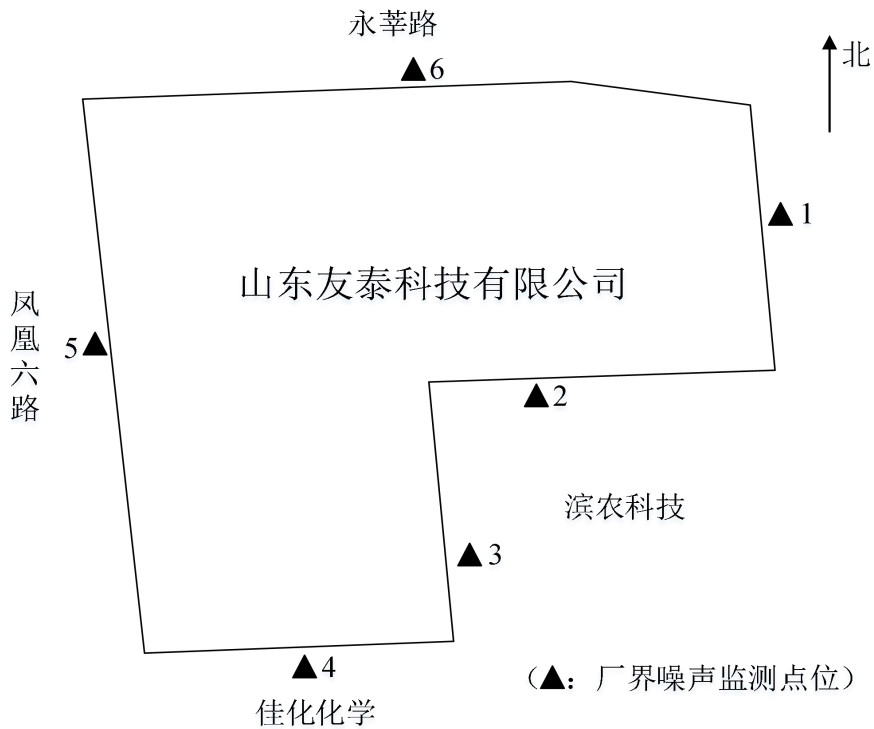 永莘路
▲6
北
▲1
山东友泰科技有限公司
凤凰六路
5▲
▲2
滨农科技
▲3
▲4
（▲：厂界噪声监测点位）
佳化化学